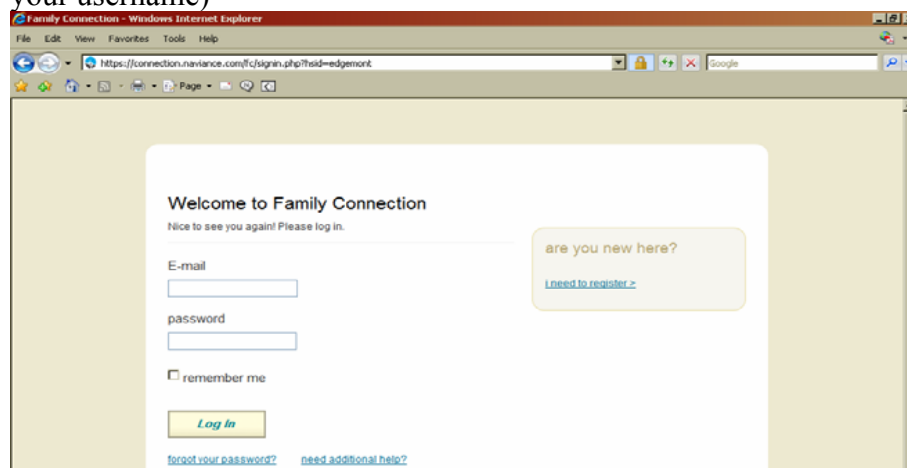 your username)
Family Connection - Windows Internet Explorer
File Edit View Favorites Tools Help
https://connection.naviance.com/fc/signin.php?hsid=edgemont
Google
Page
Welcome to Family Connection
Nice to see you again! Please log in.
are you new here?
i need to register >
E-mail
password
remember me
Log In
forgot your password? need additional help?